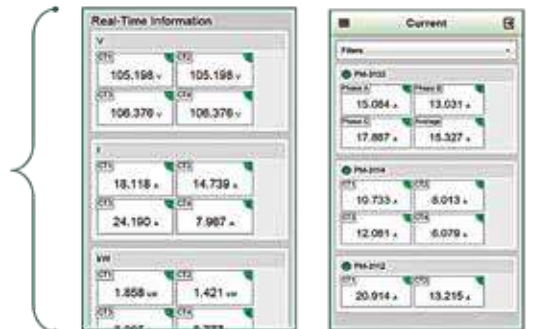 Real-Time Information
V
CT1 CT2
105.198 v 105.198 v
CT3 CT4
106.376 v 106.376 v
I
CT1 CT2
18.118 A 14.739 A
CT3 CT4
24.190 A 7.967 A
kW
CT1 CT2
1.858 kW 1.421 kW
CT3 CT4
Current
Filters
PM-3133
Phase A Phase B
15.084 A 13.031 A
Phase C Average
17.867 A 15.327 A
PM-3114
CT1 CT2
10.733 A 8.013 A
CT3 CT4
12.081 A 6.079 A
PM-3112
CT1 CT2
20.914 A 13.215 A